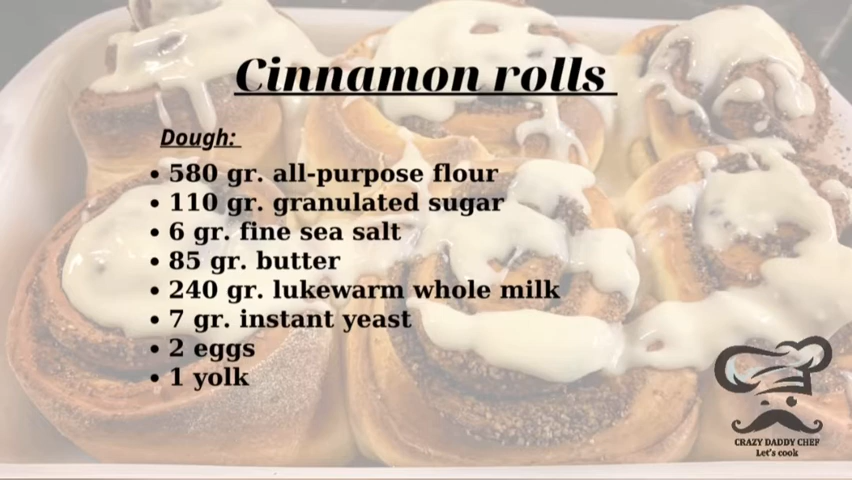 Cinnamon rolls
Dough:
• 580 gr. all-purpose flour
• 110 gr. granulated sugar
• 6 gr. fine sea salt
• 85 gr. butter
• 240 gr. lukewarm whole milk
• 7 gr. instant yeast
• 2 eggs
• 1 yolk
CRAZY DADDY CHEF
Let's cook